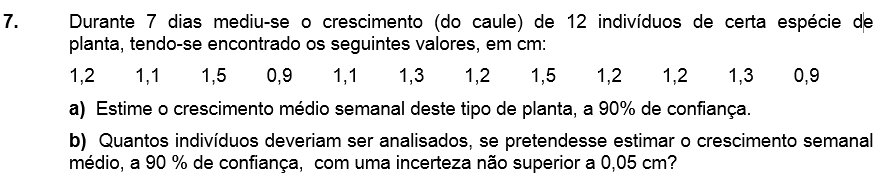 7. Durante 7 dias mediu-se o crescimento (do caule) de 12 indivíduos de certa espécie de
planta, tendo-se encontrado os seguintes valores, em cm:
1,2 1,1 1,5 0,9 1,1 1,3 1,2 1,5 1,2 1,2 1,3 0,9
a) Estime o crescimento médio semanal deste tipo de planta, a 90% de confiança.
b) Quantos indivíduos deveriam ser analisados, se pretendesse estimar o crescimento semanal
médio, a 90 % de confiança, com uma incerteza não superior a 0,05 cm?